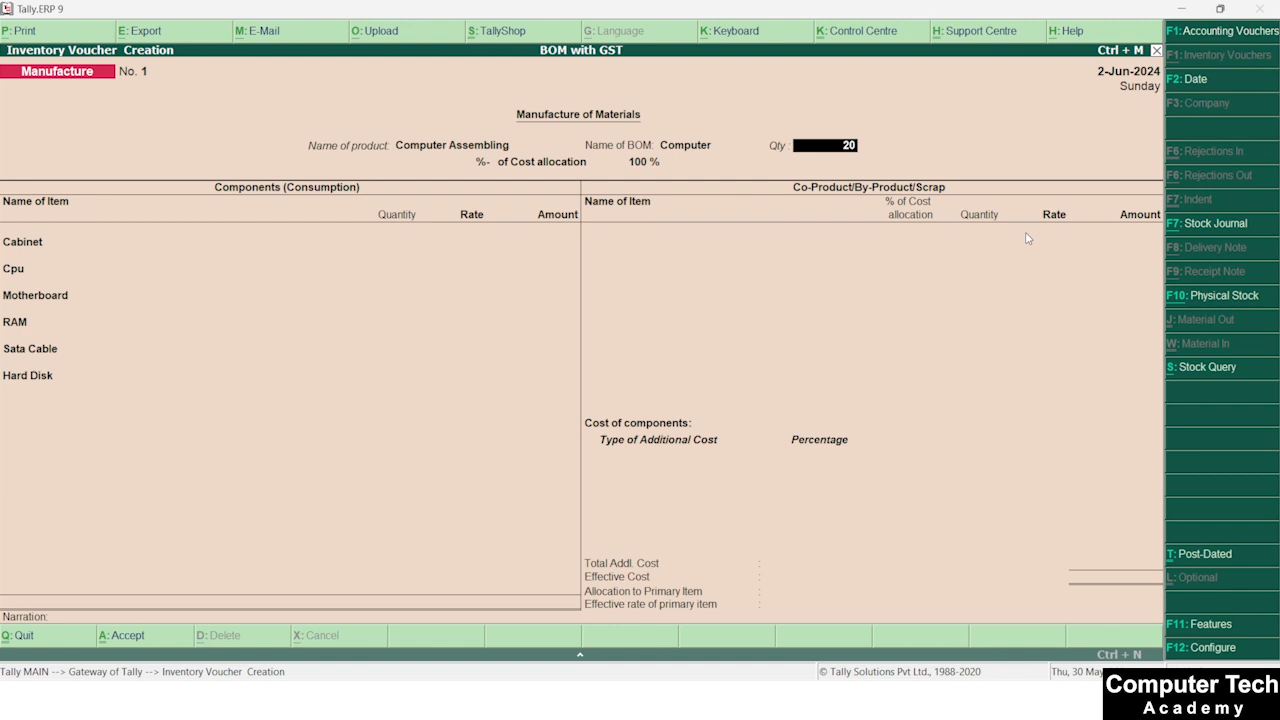 Tally.ERP 9
P: Print E: Export M: E-Mail O: Upload S: TallyShop G: Language K: Keyboard K: Control Centre H: Support Centre H: Help
Inventory Voucher Creation BOM with GST Ctrl + M
Manufacture No. 1 2-Jun-2024
Sunday
Manufacture of Materials
Name of product: Computer Assembling Name of BOM: Computer Qty : 20
%- of Cost allocation 100 %
Components (Consumption) Co-Product/By-Product/Scrap
Name of Item Name of Item % of Cost
Quantity Rate Amount allocation Quantity Rate Amount
Cabinet
Cpu
Motherboard
RAM
Sata Cable
Hard Disk
Cost of components:
Type of Additional Cost Percentage
Total Addl. Cost :
Effective Cost :
Allocation to Primary Item :
Effective rate of primary item :
Narration:
Q: Quit A: Accept D: Delete X: Cancel
Ctrl + N
Tally MAIN --> Gateway of Tally --> Inventory Voucher Creation © Tally Solutions Pvt Ltd., 1988-2020 Thu, 30 May
F1: Accounting Vouchers
F1: Inventory Vouchers
F2: Date
F3: Company
F6: Rejections In
F6: Rejections Out
F7: Indent
F7: Stock Journal
F8: Delivery Note
F9: Receipt Note
F10: Physical Stock
J: Material Out
W: Material In
S: Stock Query
T: Post-Dated
L: Optional
F11: Features
F12: Configure
Computer Tech
Academy